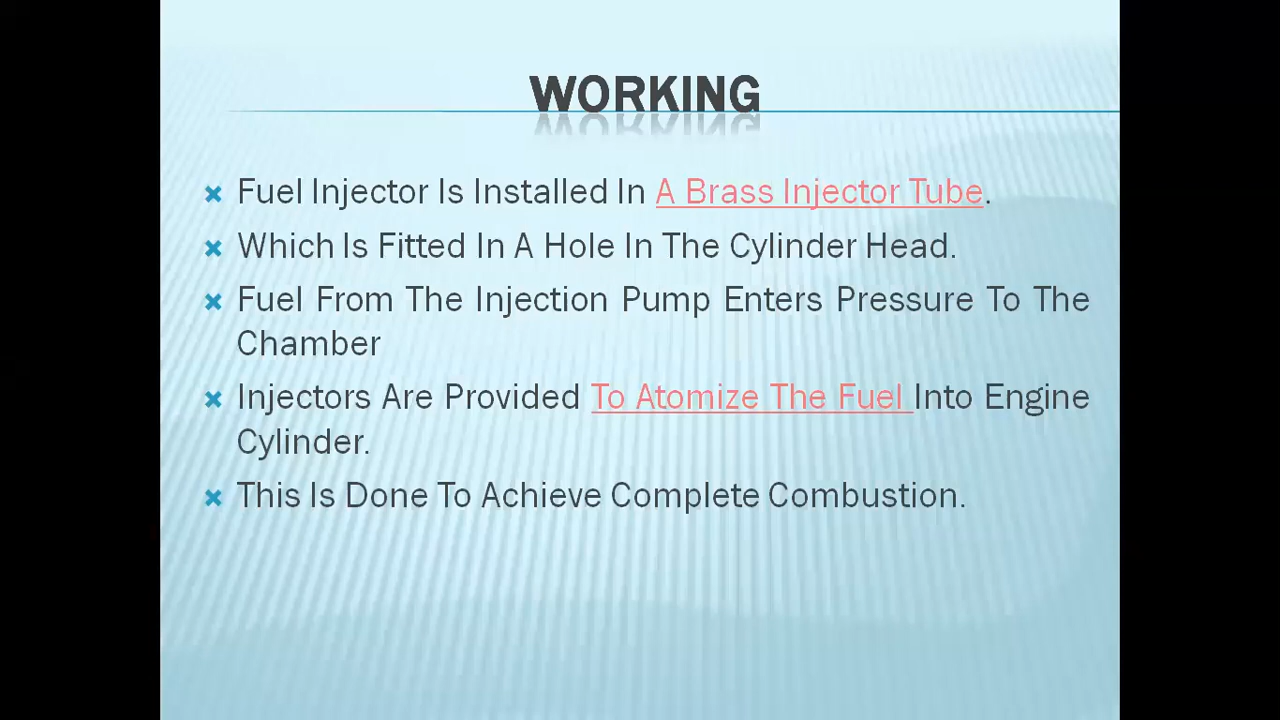 WORKING
Fuel Injector Is Installed In A Brass Injector Tube.
Which Is Fitted In A Hole In The Cylinder Head.
Fuel From The Injection Pump Enters Pressure To The
Chamber
Injectors Are Provided To Atomize The Fuel Into Engine
Cylinder.
This Is Done To Achieve Complete Combustion.